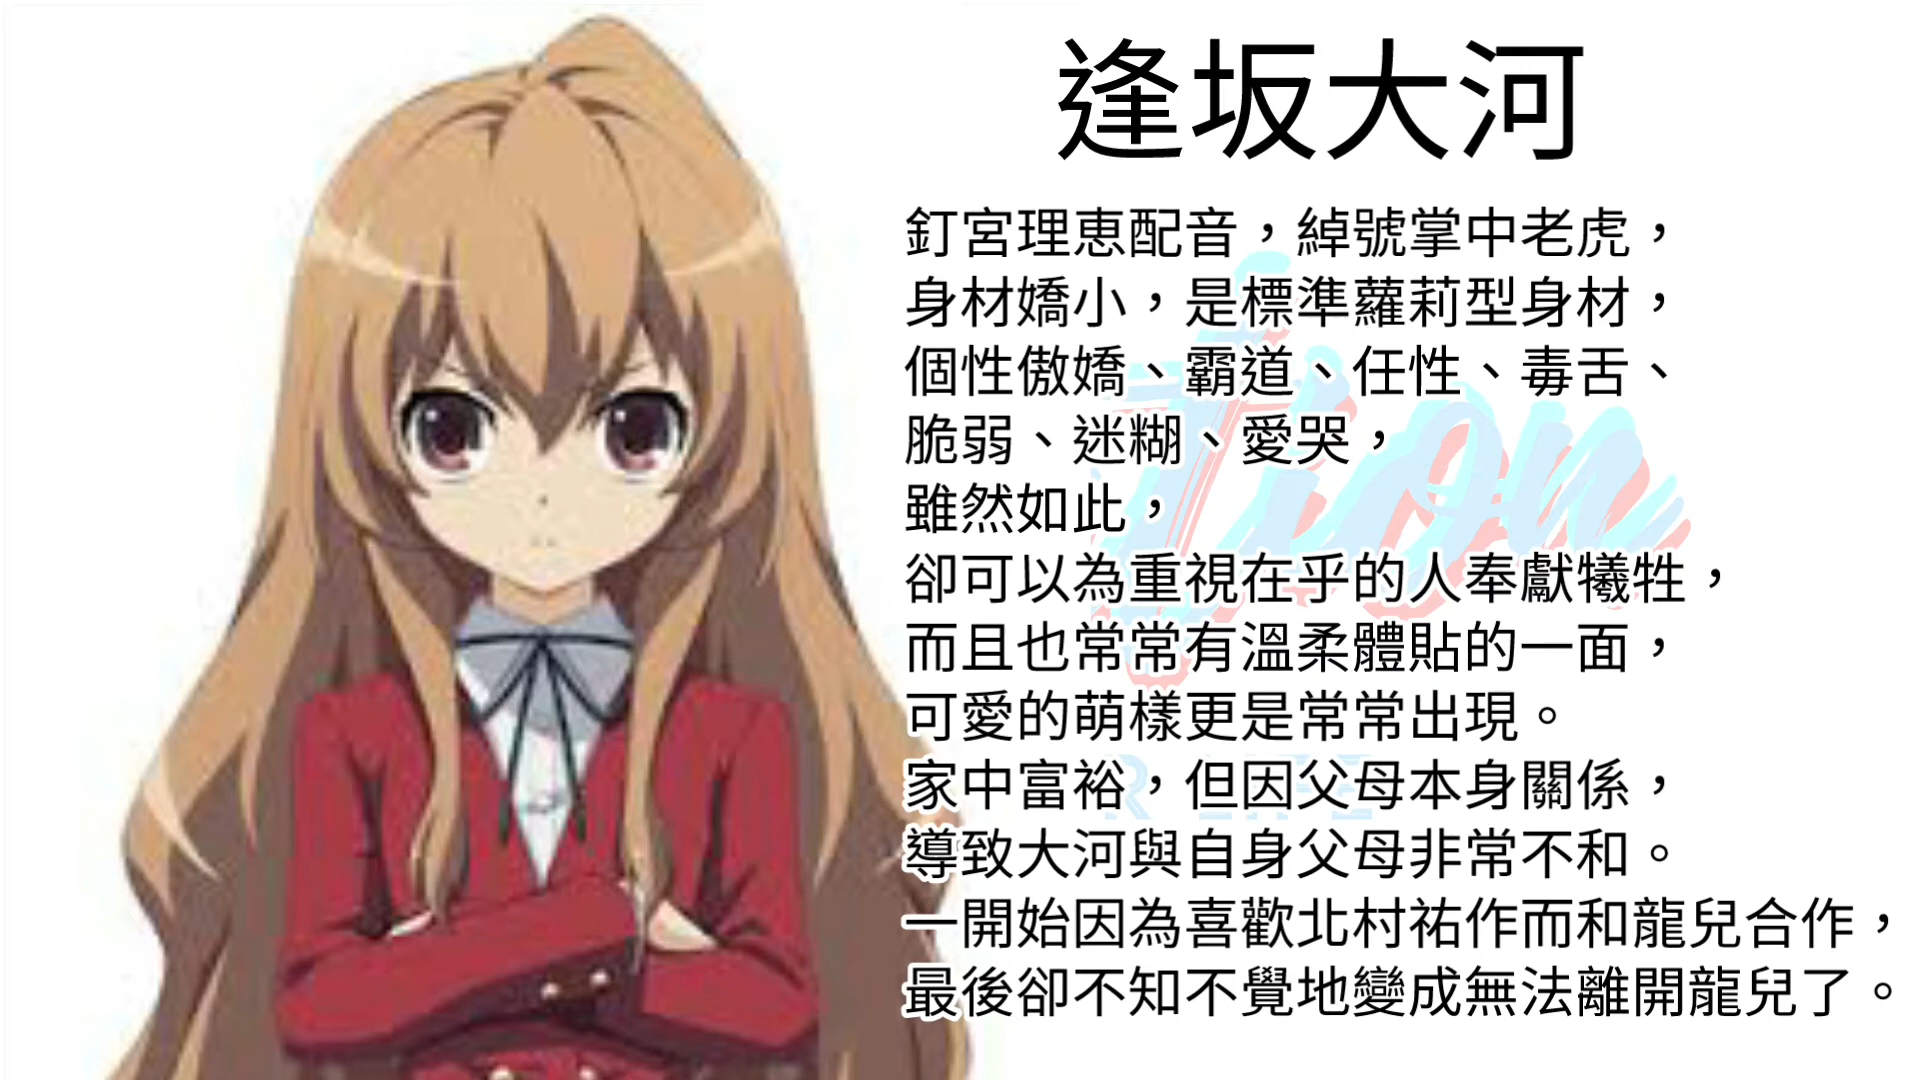 逢坂大河
釘宮理恵配音，綽號掌中老虎，
身材嬌小，是標準蘿莉型身材，
個性傲嬌、霸道、任性、毒舌、
脆弱、迷糊、愛哭，
雖然如此，
卻可以為重視在乎的人奉獻犧牲，
而且也常常有溫柔體貼的一面，
可愛的萌樣更是常常出現。
家中富裕，但因父母本身關係，
導致大河與自身父母非常不和。
一開始因為喜歡北村祐作而和龍兒合作，
最後卻不知不覺地變成無法離開龍兒了。